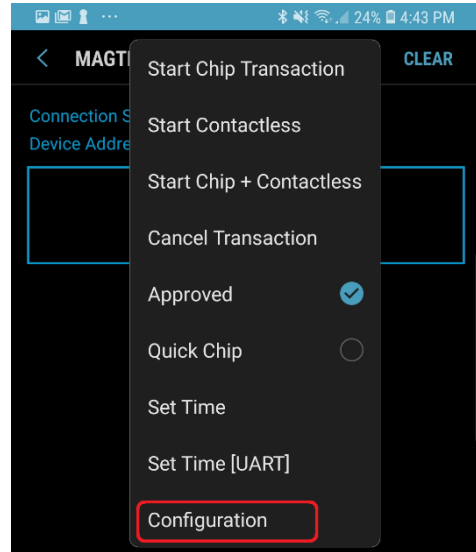 24% 4:43 PM
MAGT
CLEAR
Connection S
Device Addre
Start Chip Transaction
Start Contactless
Start Chip + Contactless
Cancel Transaction
Approved
Quick Chip
Set Time
Set Time [UART]
Configuration